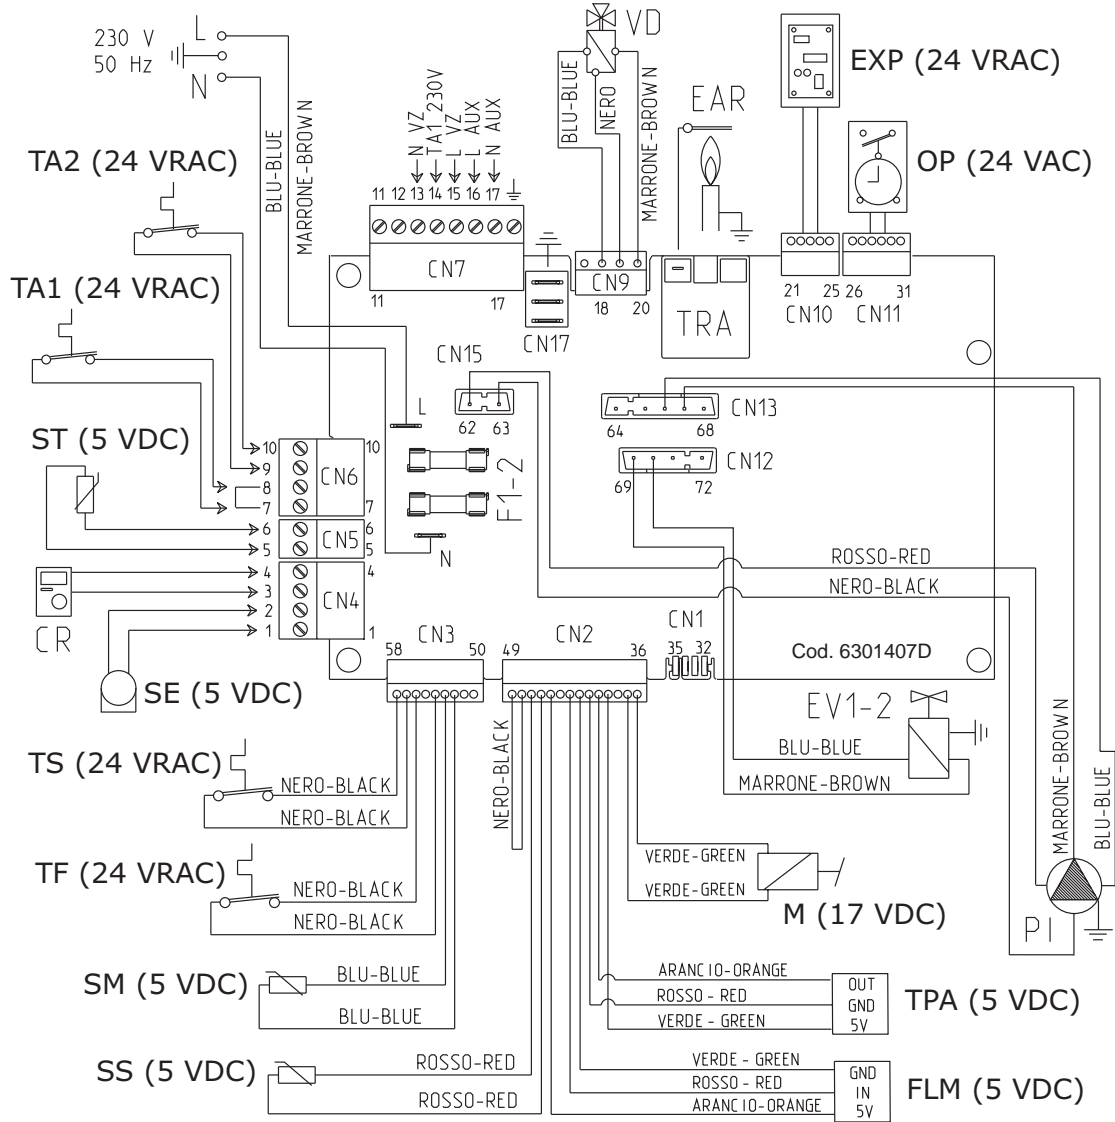 230 V
50 Hz
L
N
BLU-BLUE
MARRONE-BROWN
N VZ
TA1 230V
L VZ
L AUX
N AUX
11 12 13 14 15 16 17
CN7
11 17
VD
BLU-BLUE
NERO
MARRONE-BROWN
CN9
18 20
EAR
TRA
EXP (24 VRAC)
OP (24 VAC)
21 25 26 31
CN10 CN11
CN17
TA2 (24 VRAC)
TA1 (24 VRAC)
ST (5 VDC)
CR
SE (5 VDC)
10 10
9
8
7 7
CN6
6 6
5 5
CN5
4 4
3
2
1 1
CN4
CN15
62 63
L
F1-2
N
CN13
64 68
CN12
69 72
ROSSO-RED
NERO-BLACK
CN3
58 50
CN2
49 36
CN1
35 32
Cod. 6301407D
EV1-2
BLU-BLUE
MARRONE-BROWN
MARRONE-BROWN
BLU-BLUE
PI
TS (24 VRAC)
NERO-BLACK
NERO-BLACK
NERO-BLACK
TF (24 VRAC)
NERO-BLACK
NERO-BLACK
VERDE-GREEN
VERDE-GREEN
M (17 VDC)
SM (5 VDC)
BLU-BLUE
BLU-BLUE
ARANCIO-ORANGE
ROSSO - RED
VERDE - GREEN
OUT
GND
5V
TPA (5 VDC)
SS (5 VDC)
ROSSO-RED
ROSSO-RED
VERDE - GREEN
ROSSO - RED
ARANCIO-ORANGE
GND
IN
5V
FLM (5 VDC)